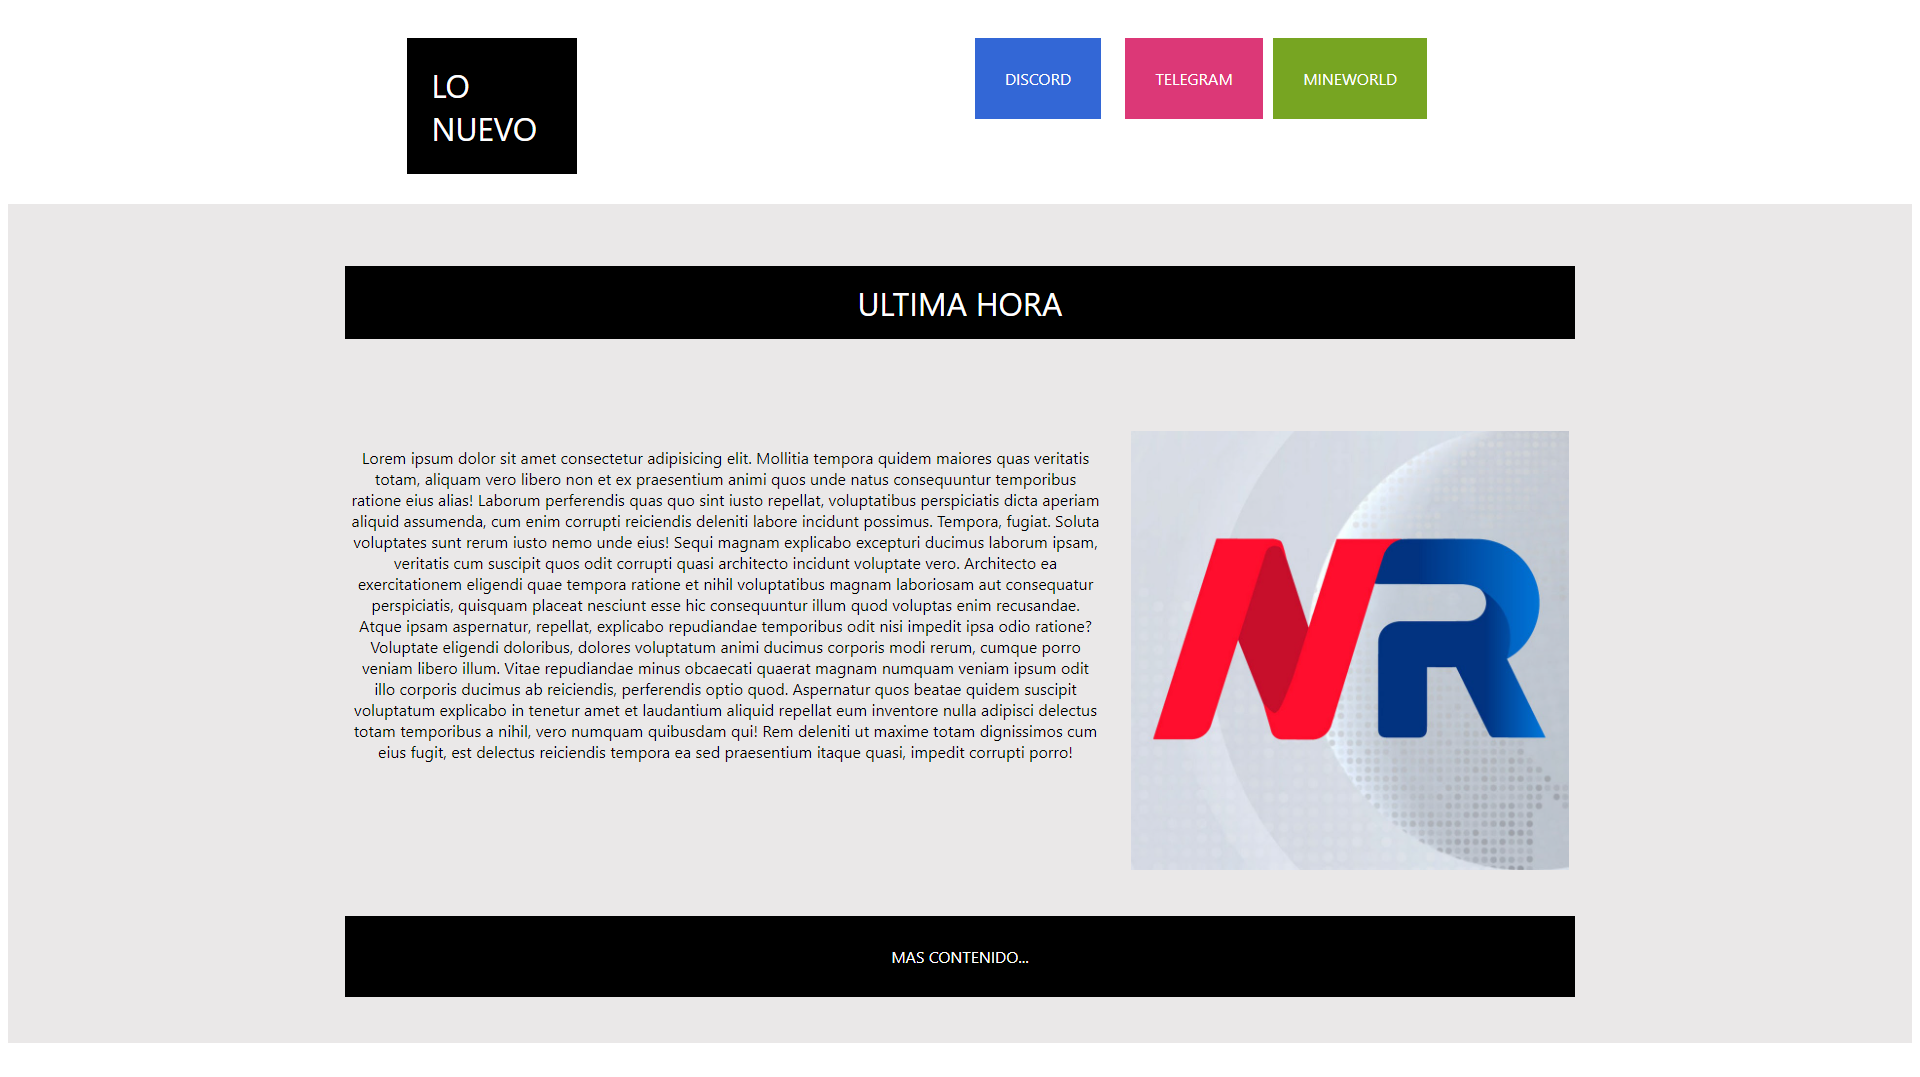 LO
NUEVO
DISCORD
TELEGRAM
MINEWORLD
ULTIMA HORA
Lorem ipsum dolor sit amet consectetur adipisicing elit. Mollitia tempora quidem maiores quas veritatis
totam, aliquam vero libero non et ex praesentium animi quos unde natus consequuntur temporibus
ratione eius alias! Laborum perferendis quas quo sint iusto repellat, voluptatibus perspiciatis dicta aperiam
aliquid assumenda, cum enim corrupti reiciendis deleniti labore incidunt possimus. Tempora, fugiat. Soluta
voluptates sunt rerum iusto nemo unde eius! Sequi magnam explicabo excepturi ducimus laborum ipsam,
veritatis cum suscipit quos odit corrupti quasi architecto incidunt voluptate vero. Architecto ea
exercitationem eligendi quae tempora ratione et nihil voluptatibus magnam laboriosam aut consequatur
perspiciatis, quisquam placeat nesciunt esse hic consequuntur illum quod voluptas enim recusandae.
Atque ipsam aspernatur, repellat, explicabo repudiandae temporibus odit nisi impedit ipsa odio ratione?
Voluptate eligendi doloribus, dolores voluptatum animi ducimus corporis modi rerum, cumque porro
veniam libero illum. Vitae repudiandae minus obcaecati quaerat magnam numquam veniam ipsum odit
illo corporis ducimus ab reiciendis, perferendis optio quod. Aspernatur quos beatae quidem suscipit
voluptatum explicabo in tenetur amet et laudantium aliquid repellat eum inventore nulla adipisci delectus
totam temporibus a nihil, vero numquam quibusdam qui! Rem deleniti ut maxime totam dignissimos cum
eius fugit, est delectus reiciendis tempora ea sed praesentium itaque quasi, impedit corrupti porro!
NR
MAS CONTENIDO...